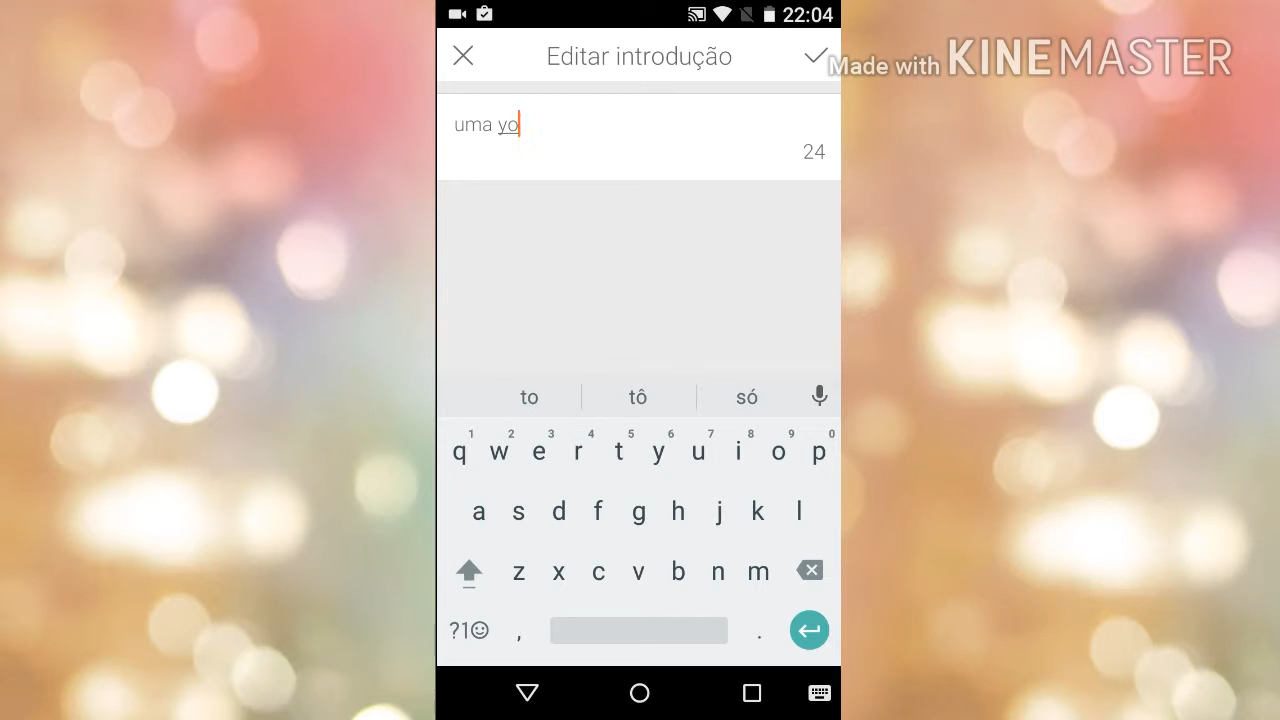 22:04
Editar introdução
Made with KINEMASTER
uma yo
24
to tô só
1 2 3 4 5 6 7 8 9 0
q w e r t y u i o p
a s d f g h j k l
z x c v b n m
?1☺ , .